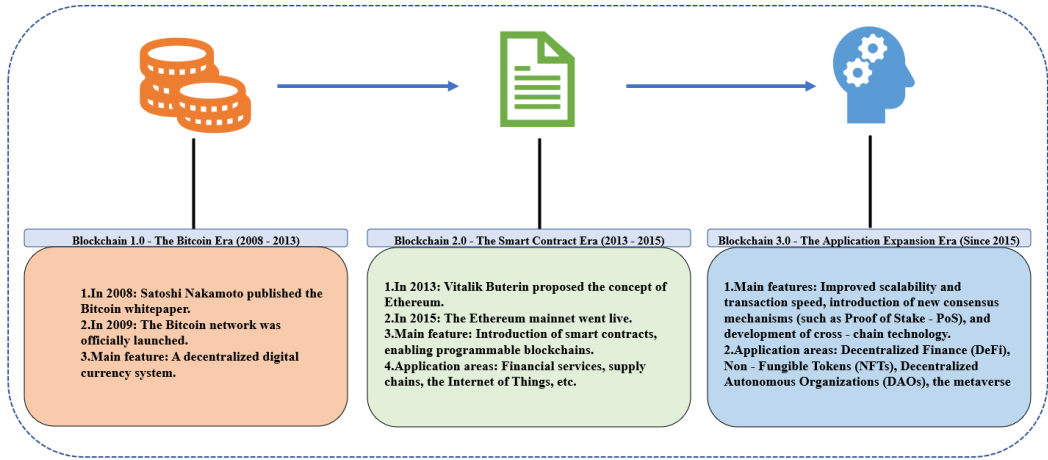 Blockchain 1.0 - The Bitcoin Era (2008 - 2013)
1.In 2008: Satoshi Nakamoto published the
Bitcoin whitepaper.
2.In 2009: The Bitcoin network was
officially launched.
3.Main feature: A decentralized digital
currency system.
Blockchain 2.0 - The Smart Contract Era (2013 - 2015)
1.In 2013: Vitalik Buterin proposed the concept of
Ethereum.
2.In 2015: The Ethereum mainnet went live.
3.Main feature: Introduction of smart contracts,
enabling programmable blockchains.
4.Application areas: Financial services, supply
chains, the Internet of Things, etc.
Blockchain 3.0 - The Application Expansion Era (Since 2015)
1.Main features: Improved scalability and
transaction speed, introduction of new consensus
mechanisms (such as Proof of Stake - PoS), and
development of cross - chain technology.
2.Application areas: Decentralized Finance (DeFi),
Non - Fungible Tokens (NFTs), Decentralized
Autonomous Organizations (DAOs), the metaverse